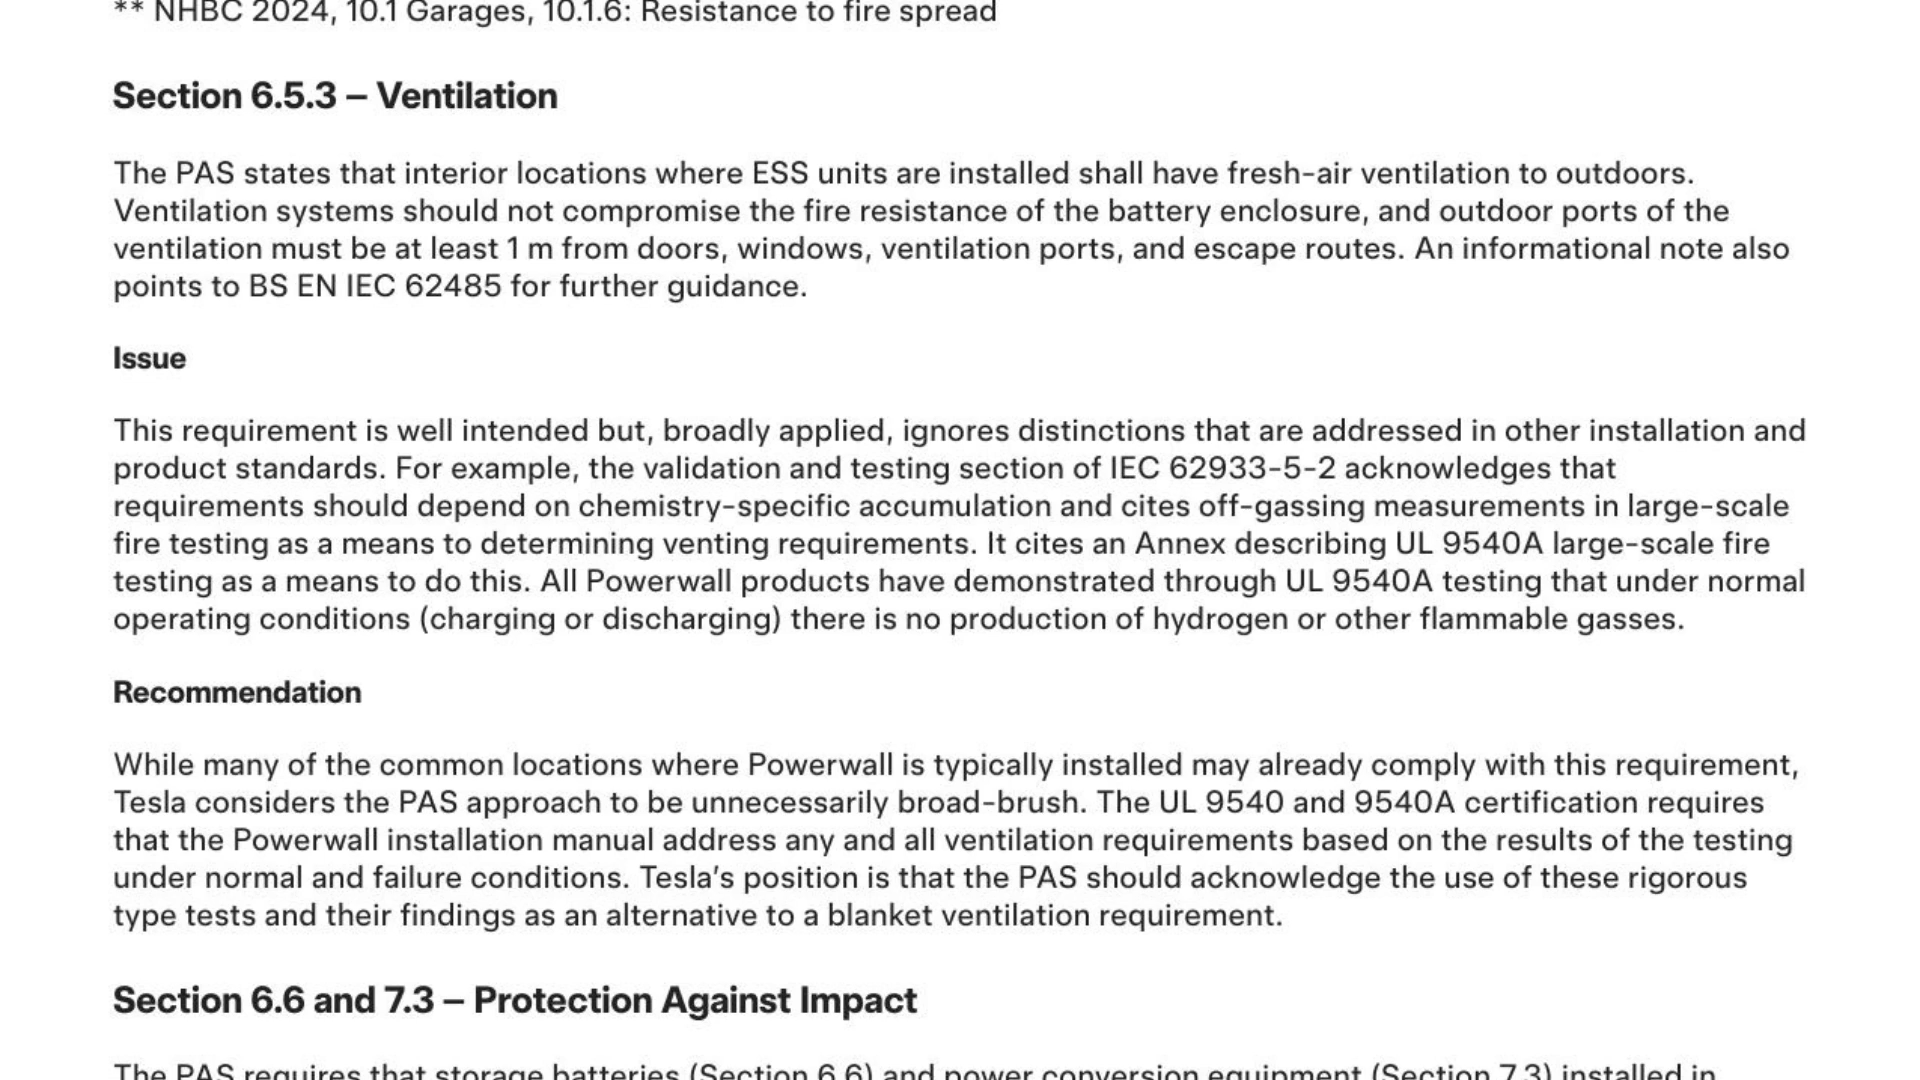 ** NHBC 2024, 10.1 Garages, 10.1.6: Resistance to fire spread
Section 6.5.3 – Ventilation
The PAS states that interior locations where ESS units are installed shall have fresh-air ventilation to outdoors.
Ventilation systems should not compromise the fire resistance of the battery enclosure, and outdoor ports of the
ventilation must be at least 1 m from doors, windows, ventilation ports, and escape routes. An informational note also
points to BS EN IEC 62485 for further guidance.
Issue
This requirement is well intended but, broadly applied, ignores distinctions that are addressed in other installation and
product standards. For example, the validation and testing section of IEC 62933-5-2 acknowledges that
requirements should depend on chemistry-specific accumulation and cites off-gassing measurements in large-scale
fire testing as a means to determining venting requirements. It cites an Annex describing UL 9540A large-scale fire
testing as a means to do this. All Powerwall products have demonstrated through UL 9540A testing that under normal
operating conditions (charging or discharging) there is no production of hydrogen or other flammable gasses.
Recommendation
While many of the common locations where Powerwall is typically installed may already comply with this requirement,
Tesla considers the PAS approach to be unnecessarily broad-brush. The UL 9540 and 9540A certification requires
that the Powerwall installation manual address any and all ventilation requirements based on the results of the testing
under normal and failure conditions. Tesla’s position is that the PAS should acknowledge the use of these rigorous
type tests and their findings as an alternative to a blanket ventilation requirement.
Section 6.6 and 7.3 – Protection Against Impact
The PAS requires that storage batteries (Section 6.6) and power conversion equipment (Section 7.3) installed in